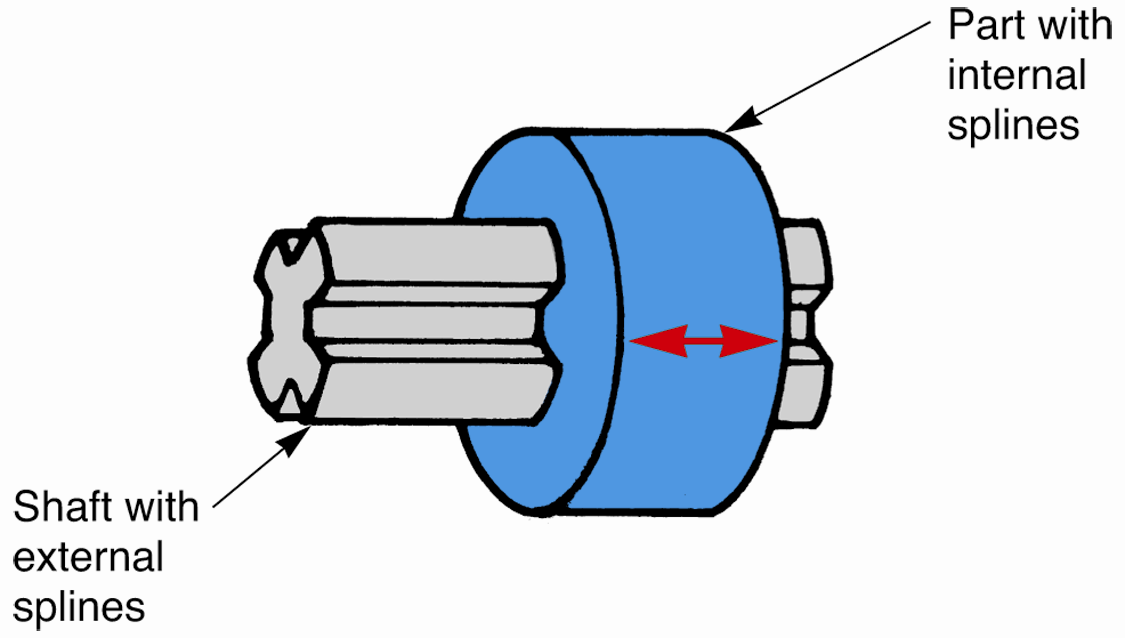 Part with
internal
splines
Shaft with
external
splines